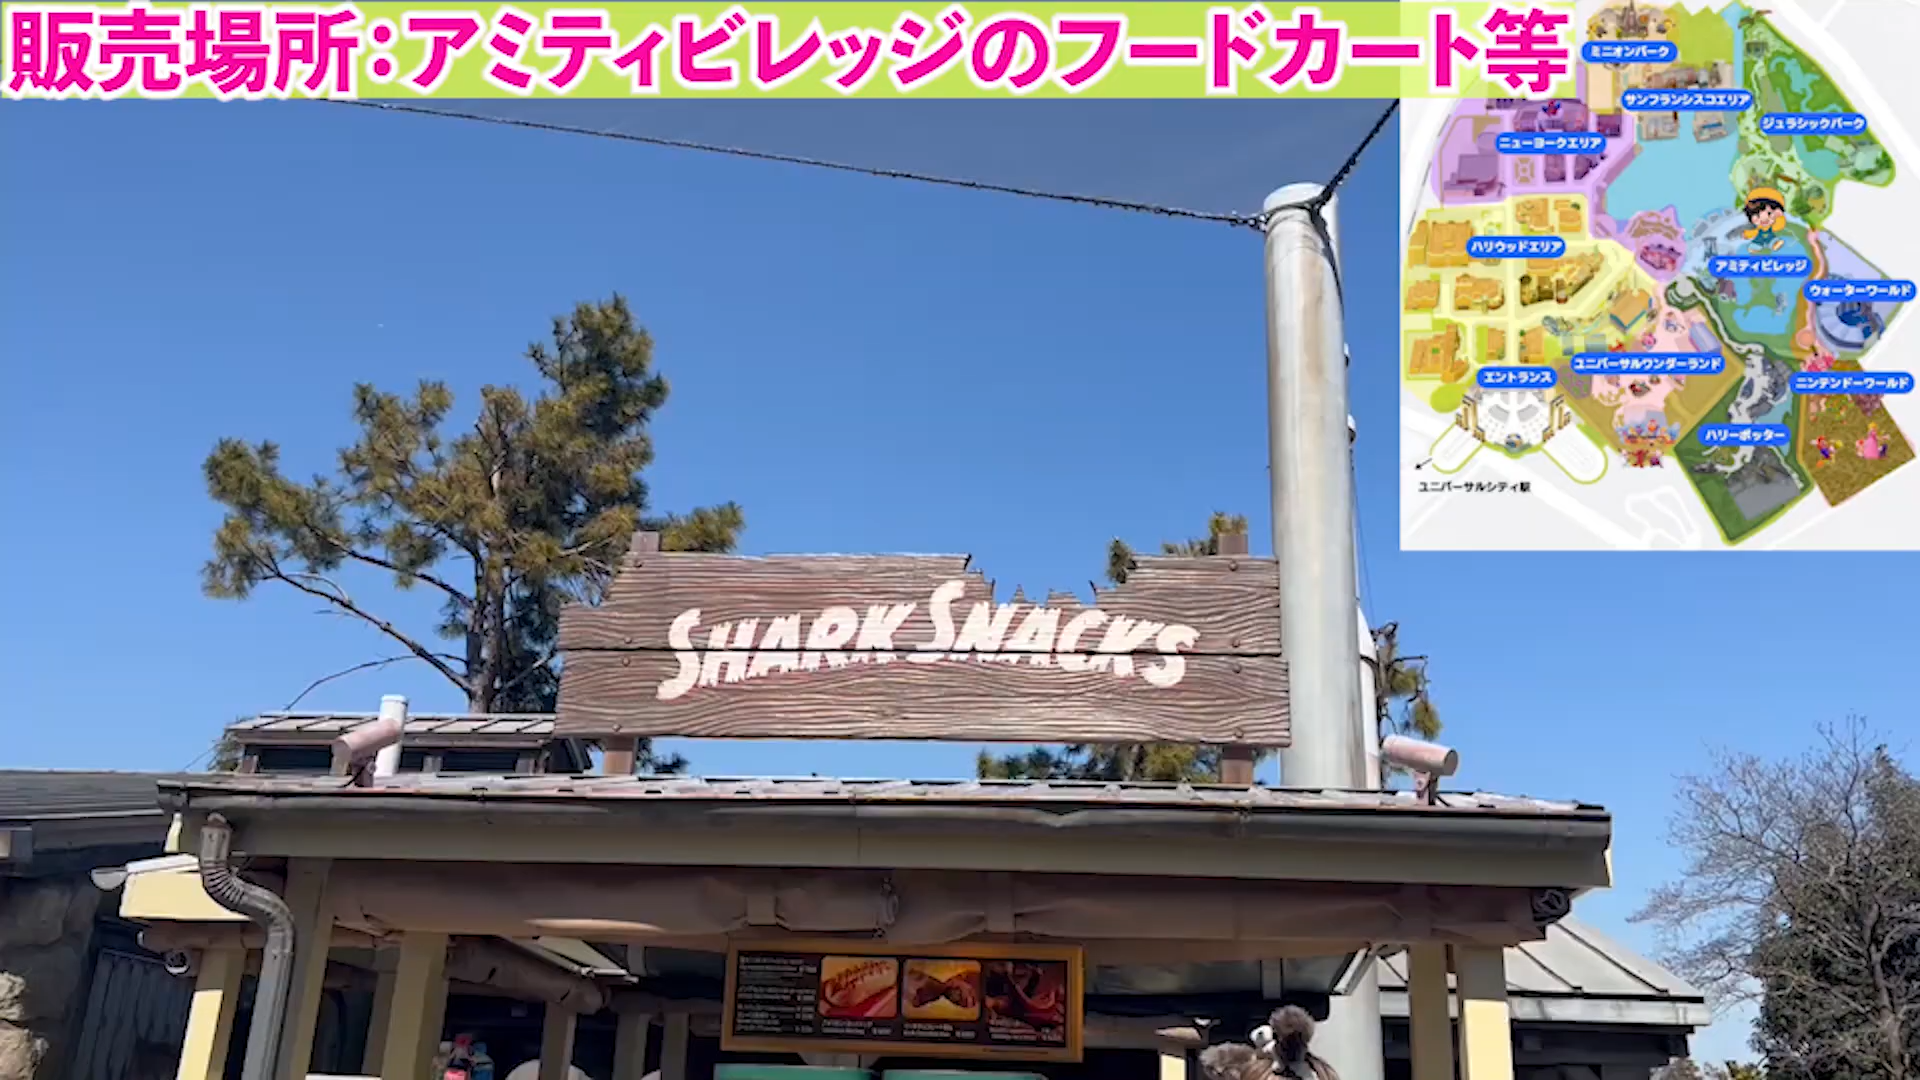 販売場所：アミティビレッジのフードカート等
ミニオンパーク
サンフランシスコエリア
ジュラシックパーク
ニューヨークエリア
ハリウッドエリア
アミティビレッジ
ウォーターワールド
ユニバーサルワンダーランド
エントランス
ニンテンドーワールド
ハリーポッター
ユニバーサルシティ駅
SHARK SNACKS